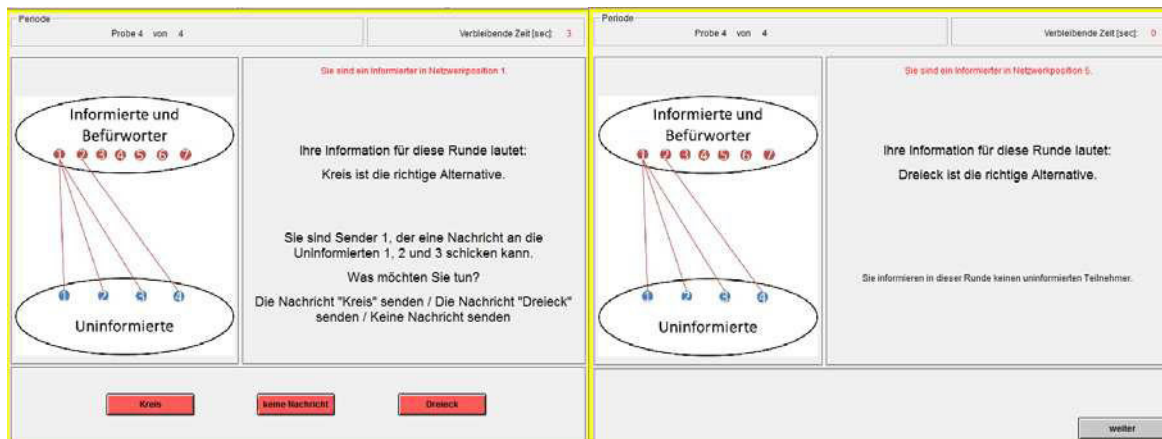 Periode
Probe 4 von 4
Verbleibende Zeit [sec]: 3
Sie sind ein Informierter in Netzwerkposition 1.
Informierte und
Befürworter
1 2 3 4 5 6 7
1 2 3 4
Uninformierte
Ihre Information für diese Runde lautet:
Kreis ist die richtige Alternative.
Sie sind Sender 1, der eine Nachricht an die
Uninformierten 1, 2 und 3 schicken kann.
Was möchten Sie tun?
Die Nachricht "Kreis" senden / Die Nachricht "Dreieck"
senden / Keine Nachricht senden
Kreis
keine Nachricht
Dreieck
Periode
Probe 4 von 4
Verbleibende Zeit [sec]: 0
Sie sind ein Informierter in Netzwerkposition 5.
Informierte und
Befürworter
1 2 3 4 5 6 7
1 2 3 4
Uninformierte
Ihre Information für diese Runde lautet:
Dreieck ist die richtige Alternative.
Sie informieren in dieser Runde keinen uninformierten Teilnehmer.
weiter